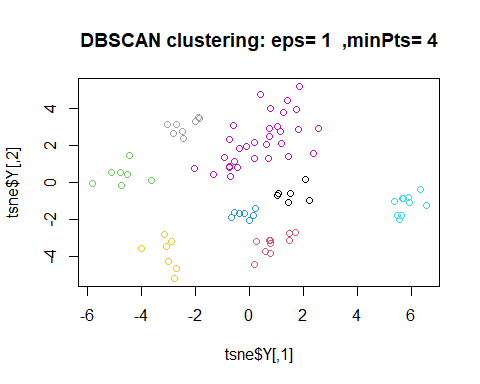 DBSCAN clustering: eps= 1 ,minPts= 4
tsne$Y[,2]
4
2
0
-2
-4
-6 -4 -2 0 2 4 6
tsne$Y[,1]